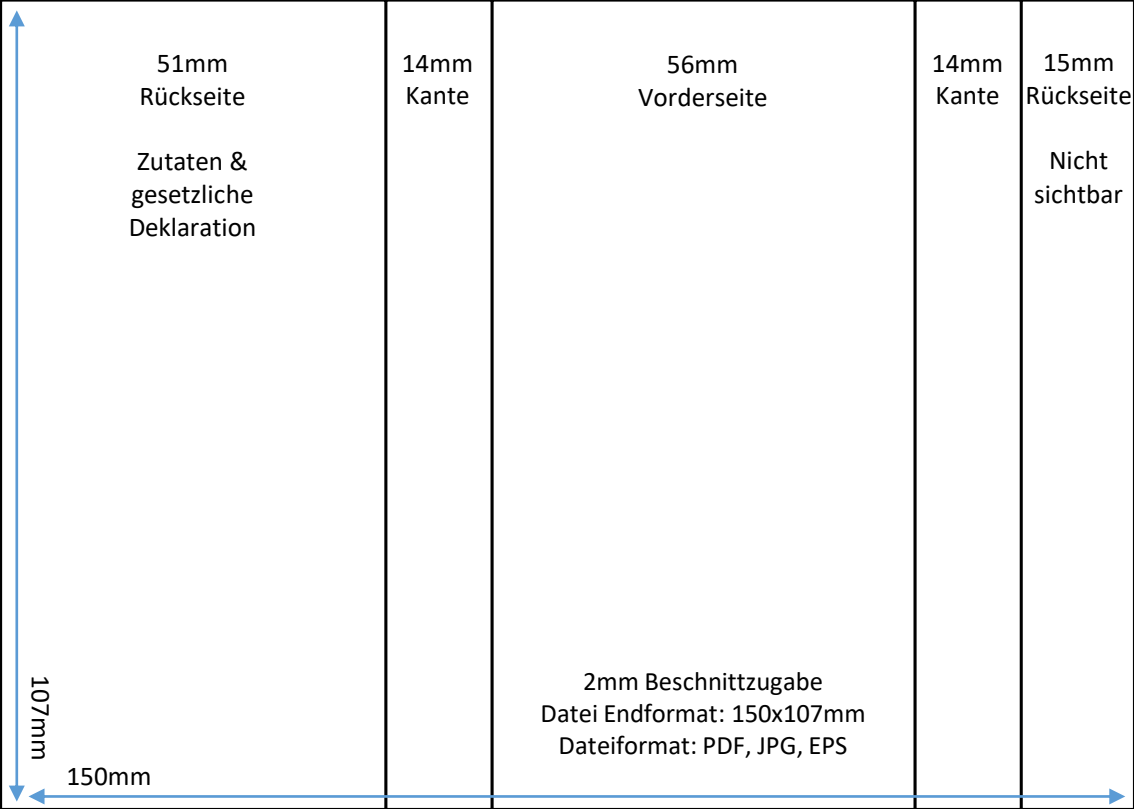 51mm
Rückseite
Zutaten &
gesetzliche
Deklaration
14mm
Kante
56mm
Vorderseite
14mm
Kante
15mm
Rückseite
Nicht
sichtbar
2mm Beschnittzugabe
Datei Endformat: 150x107mm
Dateiformat: PDF, JPG, EPS
107mm
150mm